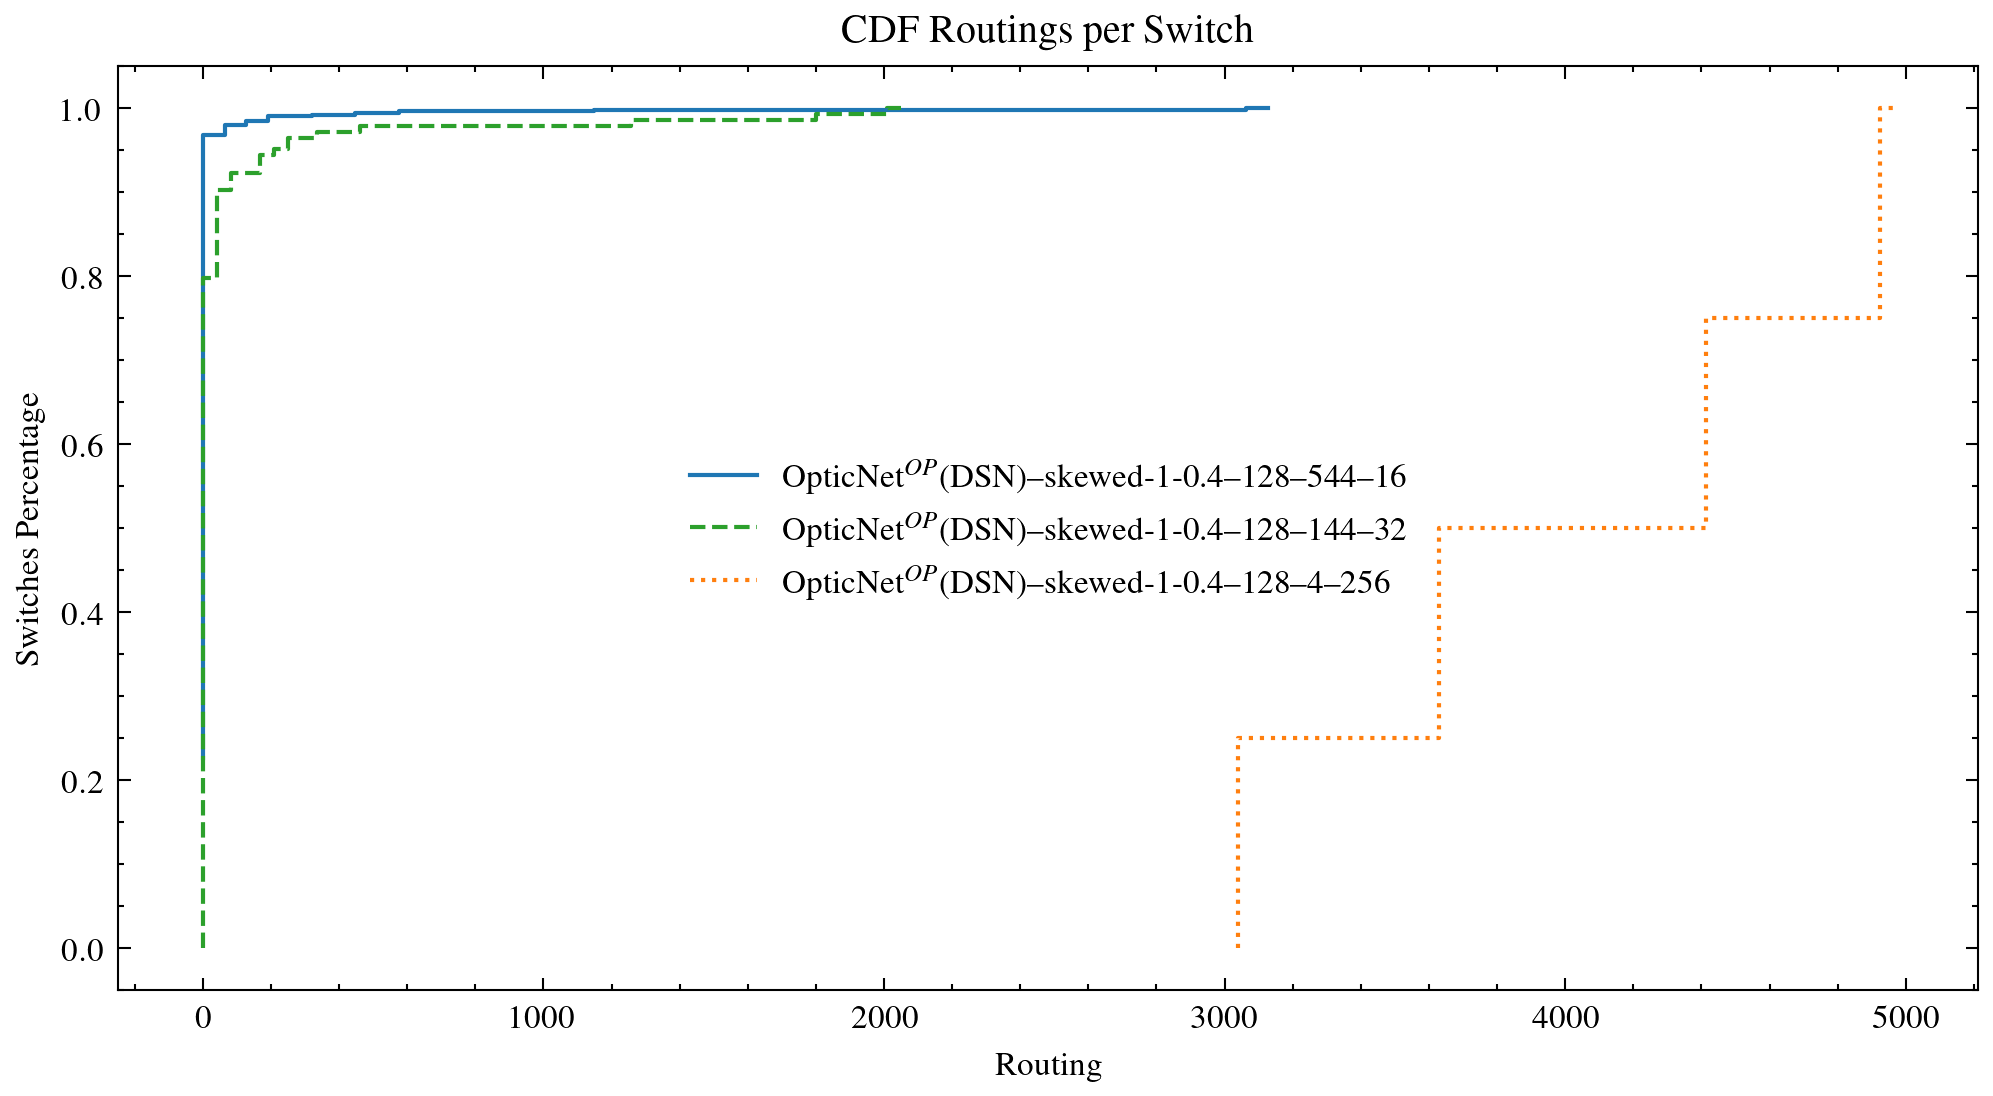 CDF Routings per Switch
1.0
0.8
0.6
0.4
0.2
0.0
Switches Percentage
OpticNet^OP(DSN)–skewed-1-0.4–128–544–16
OpticNet^OP(DSN)–skewed-1-0.4–128–144–32
OpticNet^OP(DSN)–skewed-1-0.4–128–4–256
0 1000 2000 3000 4000 5000
Routing